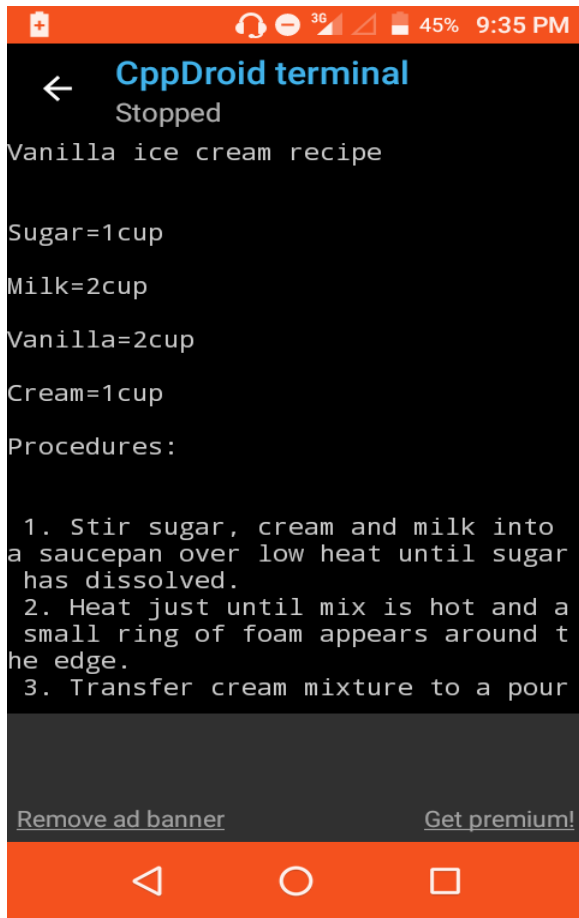 3G 45% 9:35 PM
CppDroid terminal
Stopped
Vanilla ice cream recipe
Sugar=1cup
Milk=2cup
Vanilla=2cup
Cream=1cup
Procedures:
1. Stir sugar, cream and milk into
a saucepan over low heat until sugar
has dissolved.
2. Heat just until mix is hot and a
small ring of foam appears around t
he edge.
3. Transfer cream mixture to a pour
Remove ad banner Get premium!